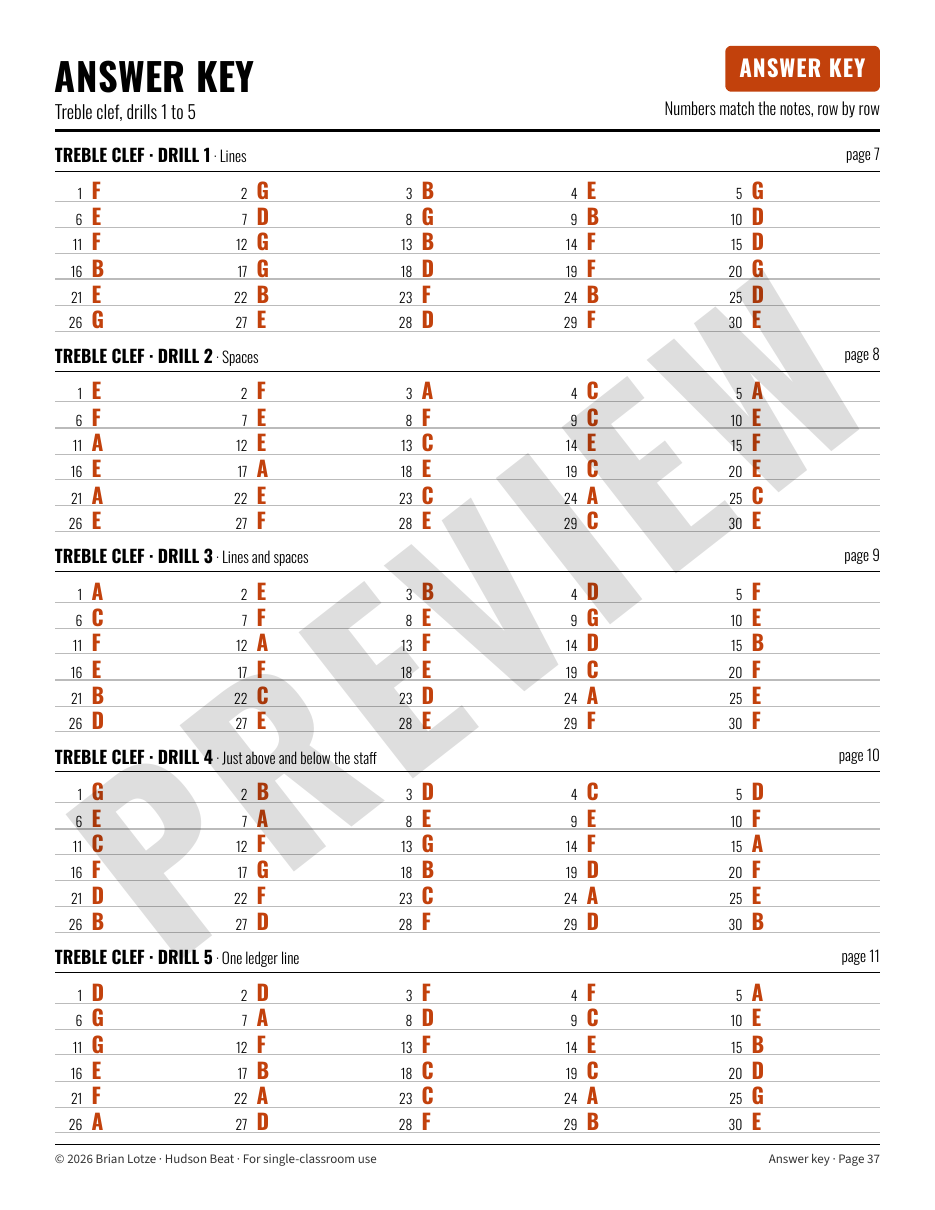 ANSWER KEY
ANSWER KEY
Treble clef, drills 1 to 5
Numbers match the notes, row by row
TREBLE CLEF · DRILL 1 · Lines page 7
1 F 2 G 3 B 4 E 5 G
6 E 7 D 8 G 9 B 10 D
11 F 12 G 13 B 14 F 15 D
16 B 17 G 18 D 19 F 20 G
21 E 22 B 23 F 24 B 25 D
26 G 27 E 28 D 29 F 30 E
TREBLE CLEF · DRILL 2 · Spaces page 8
1 E 2 F 3 A 4 C 5 A
6 F 7 E 8 F 9 C 10 E
11 A 12 E 13 C 14 E 15 F
16 E 17 A 18 E 19 C 20 E
21 A 22 E 23 C 24 A 25 C
26 E 27 F 28 E 29 C 30 E
TREBLE CLEF · DRILL 3 · Lines and spaces page 9
1 A 2 E 3 B 4 D 5 F
6 C 7 F 8 E 9 G 10 E
11 F 12 A 13 F 14 D 15 B
16 E 17 F 18 E 19 C 20 F
21 B 22 C 23 D 24 A 25 E
26 D 27 E 28 E 29 F 30 F
TREBLE CLEF · DRILL 4 · Just above and below the staff page 10
1 G 2 B 3 D 4 C 5 D
6 E 7 A 8 E 9 E 10 F
11 C 12 F 13 G 14 F 15 A
16 F 17 G 18 B 19 D 20 F
21 D 22 F 23 C 24 A 25 E
26 B 27 D 28 F 29 D 30 B
TREBLE CLEF · DRILL 5 · One ledger line page 11
1 D 2 D 3 F 4 F 5 A
6 G 7 A 8 D 9 C 10 E
11 G 12 F 13 F 14 E 15 B
16 E 17 B 18 C 19 C 20 D
21 F 22 A 23 C 24 A 25 G
26 A 27 D 28 F 29 B 30 E
PREVIEW
© 2026 Brian Lotze · Hudson Beat · For single-classroom use
Answer key · Page 37